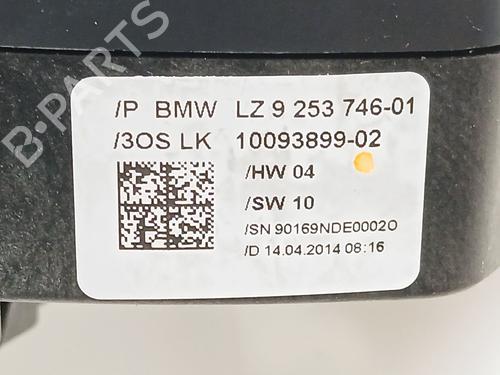 B-PARTS
/P BMW LZ 9 253 746-01
/3OS LK 10093899-02
/HW 04
/SW 10
/SN 90169NDE0002O
/D 14.04.2014 08:16